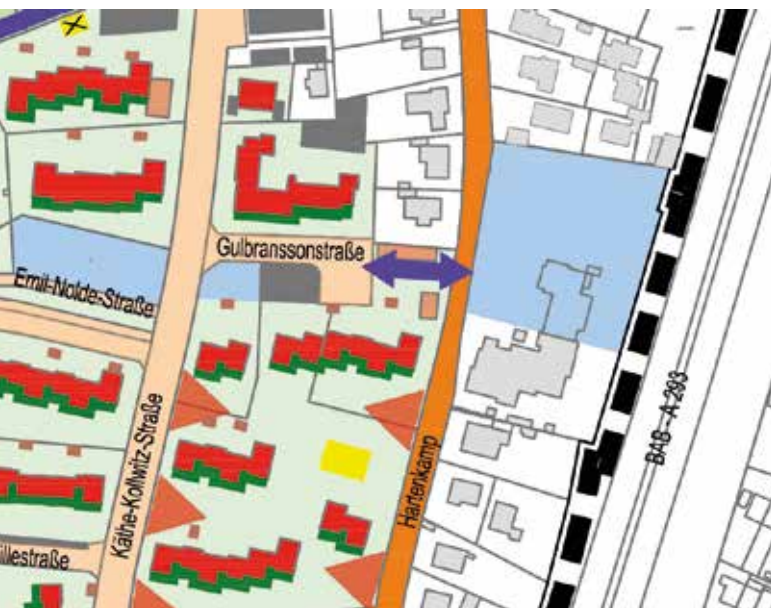 Gulbranssonstraße
Emil-Nolde-Straße
Käthe-Kollwitz-Straße
Hartenkamp
BAB - A 293
illestraße